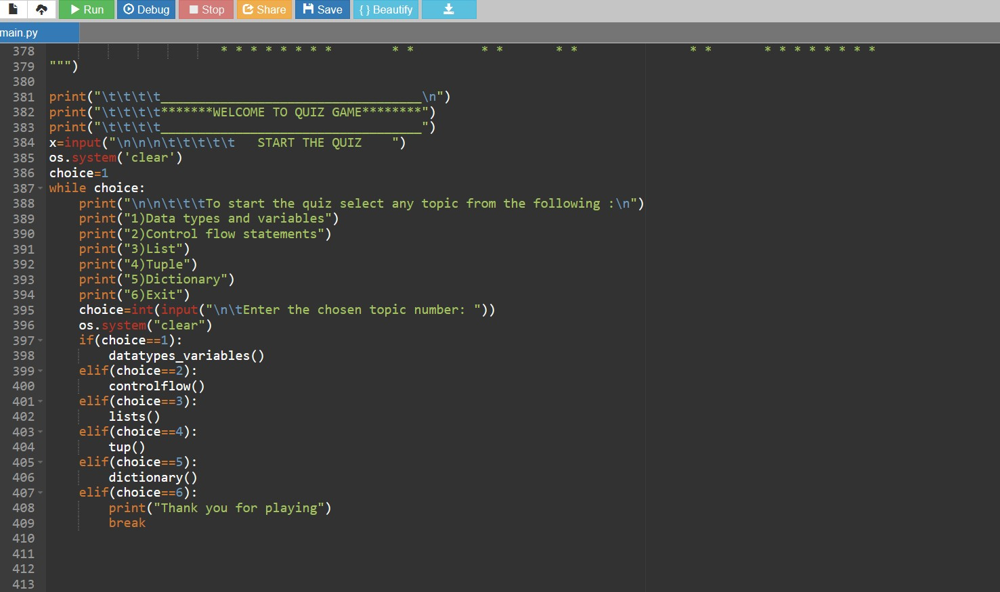 Run Debug Stop Share Save { } Beautify
main.py
378 * * * * * * * * * * * * * * * * * * * * * * * *
379 """)
380
381 print("\t\t\t\t___________________________________\n")
382 print("\t\t\t\t*******WELCOME TO QUIZ GAME********")
383 print("\t\t\t\t___________________________________")
384 x=input("\n\n\n\t\t\t\t\t   START THE QUIZ    ")
385 os.system('clear')
386 choice=1
387 while choice:
388     print("\n\n\t\t\tTo start the quiz select any topic from the following :\n")
389     print("1)Data types and variables")
390     print("2)Control flow statements")
391     print("3)List")
392     print("4)Tuple")
393     print("5)Dictionary")
394     print("6)Exit")
395     choice=int(input("\n\tEnter the chosen topic number: "))
396     os.system("clear")
397     if(choice==1):
398         datatypes_variables()
399     elif(choice==2):
400         controlflow()
401     elif(choice==3):
402         lists()
403     elif(choice==4):
404         tup()
405     elif(choice==5):
406         dictionary()
407     elif(choice==6):
408         print("Thank you for playing")
409         break
410
411
412
413